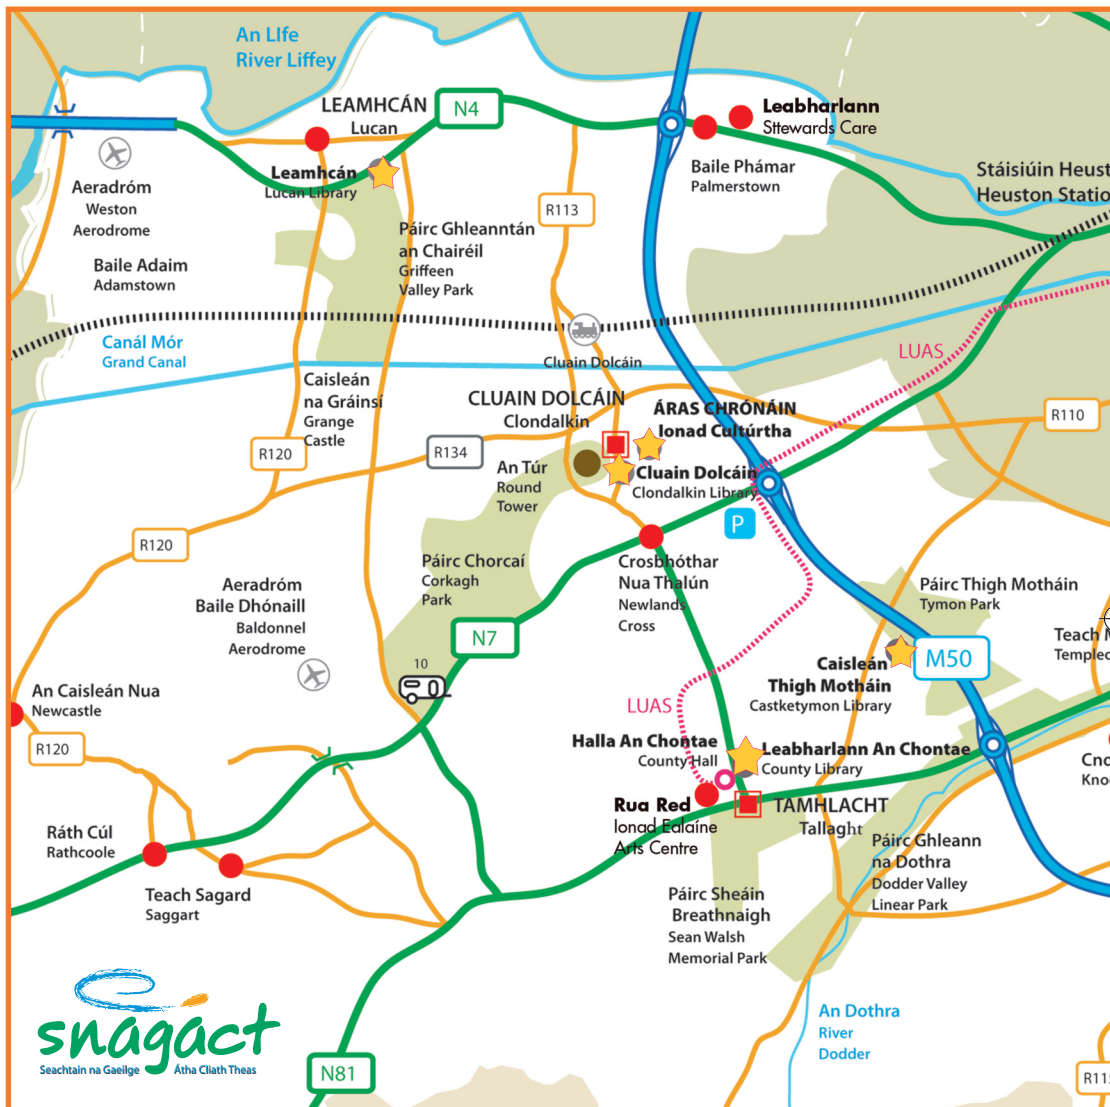 An LIfe
River Liffey
LEAMHCÁN
Lucan
N4
Leabharlann
Sttewards Care
Leamhcán
Lucan Library
Baile Phámar
Palmerstown
Stáisiúin Heust
Heuston Statio
Aeradróm
Weston
Aerodrome
R113
Páirc Ghleanntán
an Chairéil
Griffeen
Valley Park
Baile Adaim
Adamstown
Canál Mór
Grand Canal
Cluain Dolcáin
LUAS
Caisleán
na Gráinsí
Grange
Castle
CLUAIN DOLCÁIN
Clondalkin
ÁRAS CHRÓNÁIN
Ionad Cultúrtha
R110
R120
R134
An Túr
Round
Tower
Cluain Dolcáin
Clondalkin Library
P
R120
Páirc Chorcaí
Corkagh
Park
Crosbhóthar
Nua Thalún
Newlands
Cross
Aeradróm
Baile Dhónaill
Baldonnel
Aerodrome
Páirc Thigh Motháin
Tymon Park
N7
Teach M
Templeo
M50
10
Caisleán
Thigh Motháin
Castketymon Library
An Caisleán Nua
Newcastle
LUAS
R120
Halla An Chontae
County Hall
Leabharlann An Chontae
County Library
Cno
Kno
Rua Red
Ionad Ealaíne
Arts Centre
TAMHLACHT
Tallaght
Ráth Cúl
Rathcoole
Páirc Ghleann
na Dothra
Dodder Valley
Linear Park
Teach Sagard
Saggart
Páirc Sheáin
Breathnaigh
Sean Walsh
Memorial Park
An Dothra
River
Dodder
snagact
Seachtain na Gaeilge Átha Cliath Theas
N81
R11